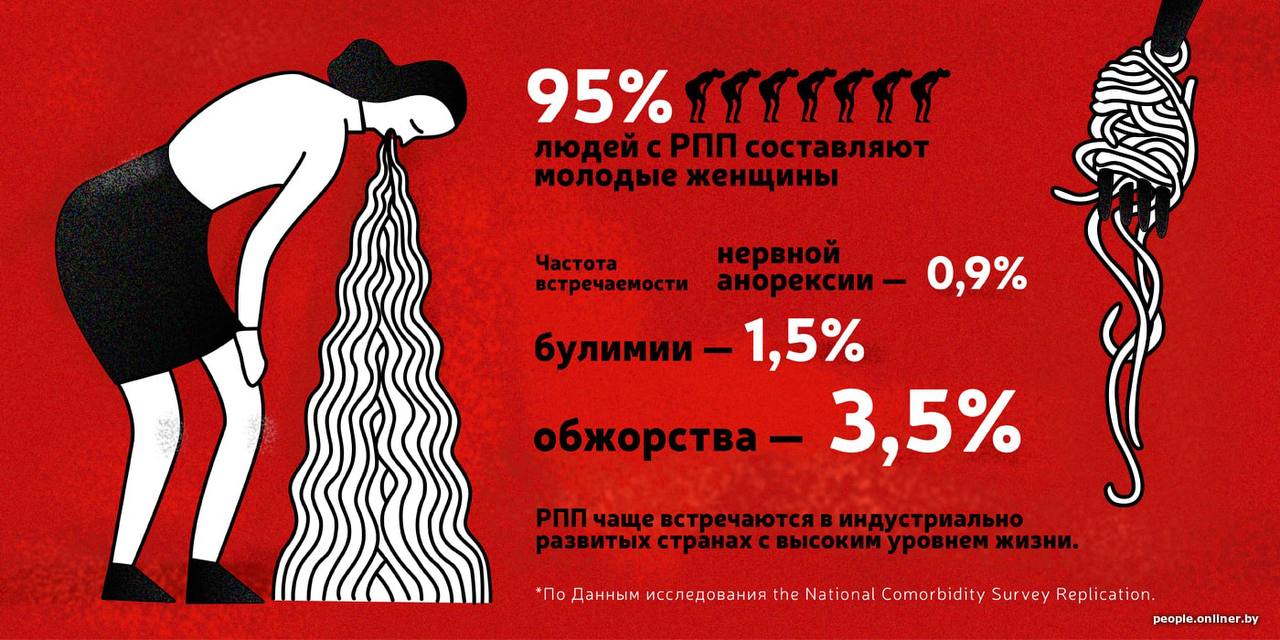 95%
людей с РПП составляют
молодые женщины
Частота
встречаемости
нервной
анорексии — 0,9%
булимии — 1,5%
обжорства — 3,5%
РПП чаще встречаются в индустриально
развитых странах с высоким уровнем жизни.
*По Данным исследования the National Comorbidity Survey Replication.
people.onliner.by